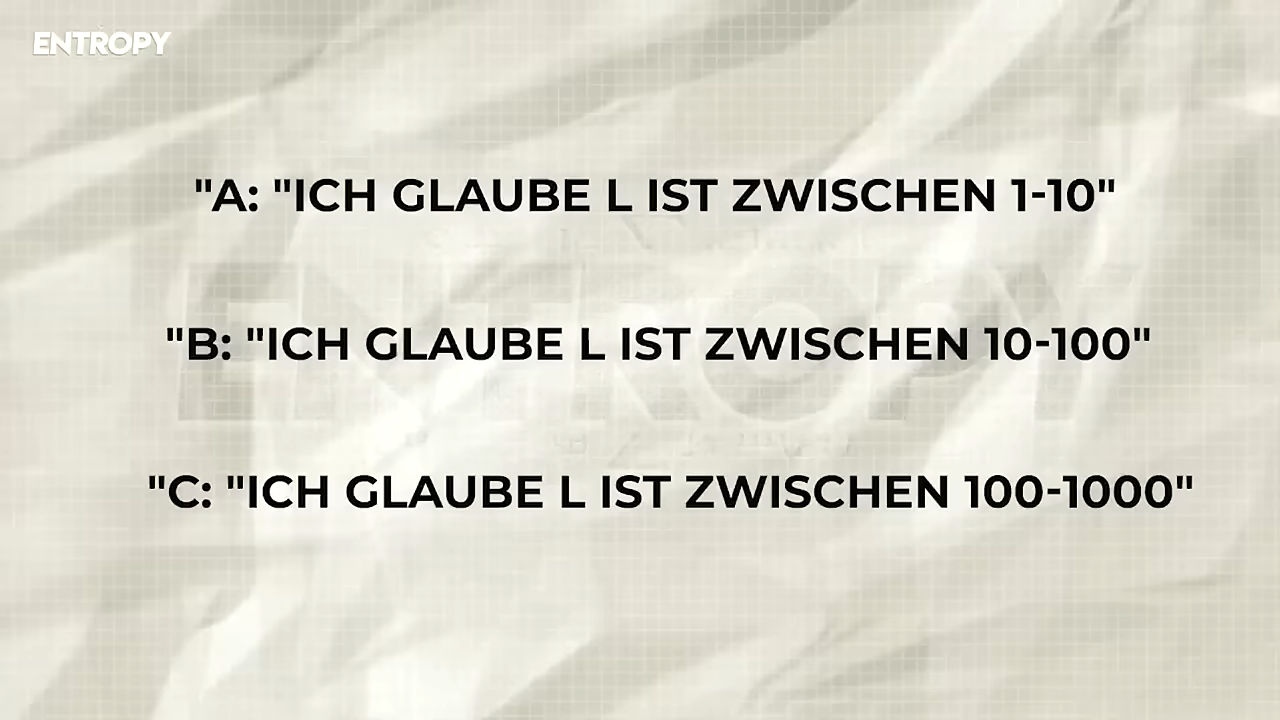 ENTROPY
"A: "ICH GLAUBE L IST ZWISCHEN 1-10"
"B: "ICH GLAUBE L IST ZWISCHEN 10-100"
"C: "ICH GLAUBE L IST ZWISCHEN 100-1000"